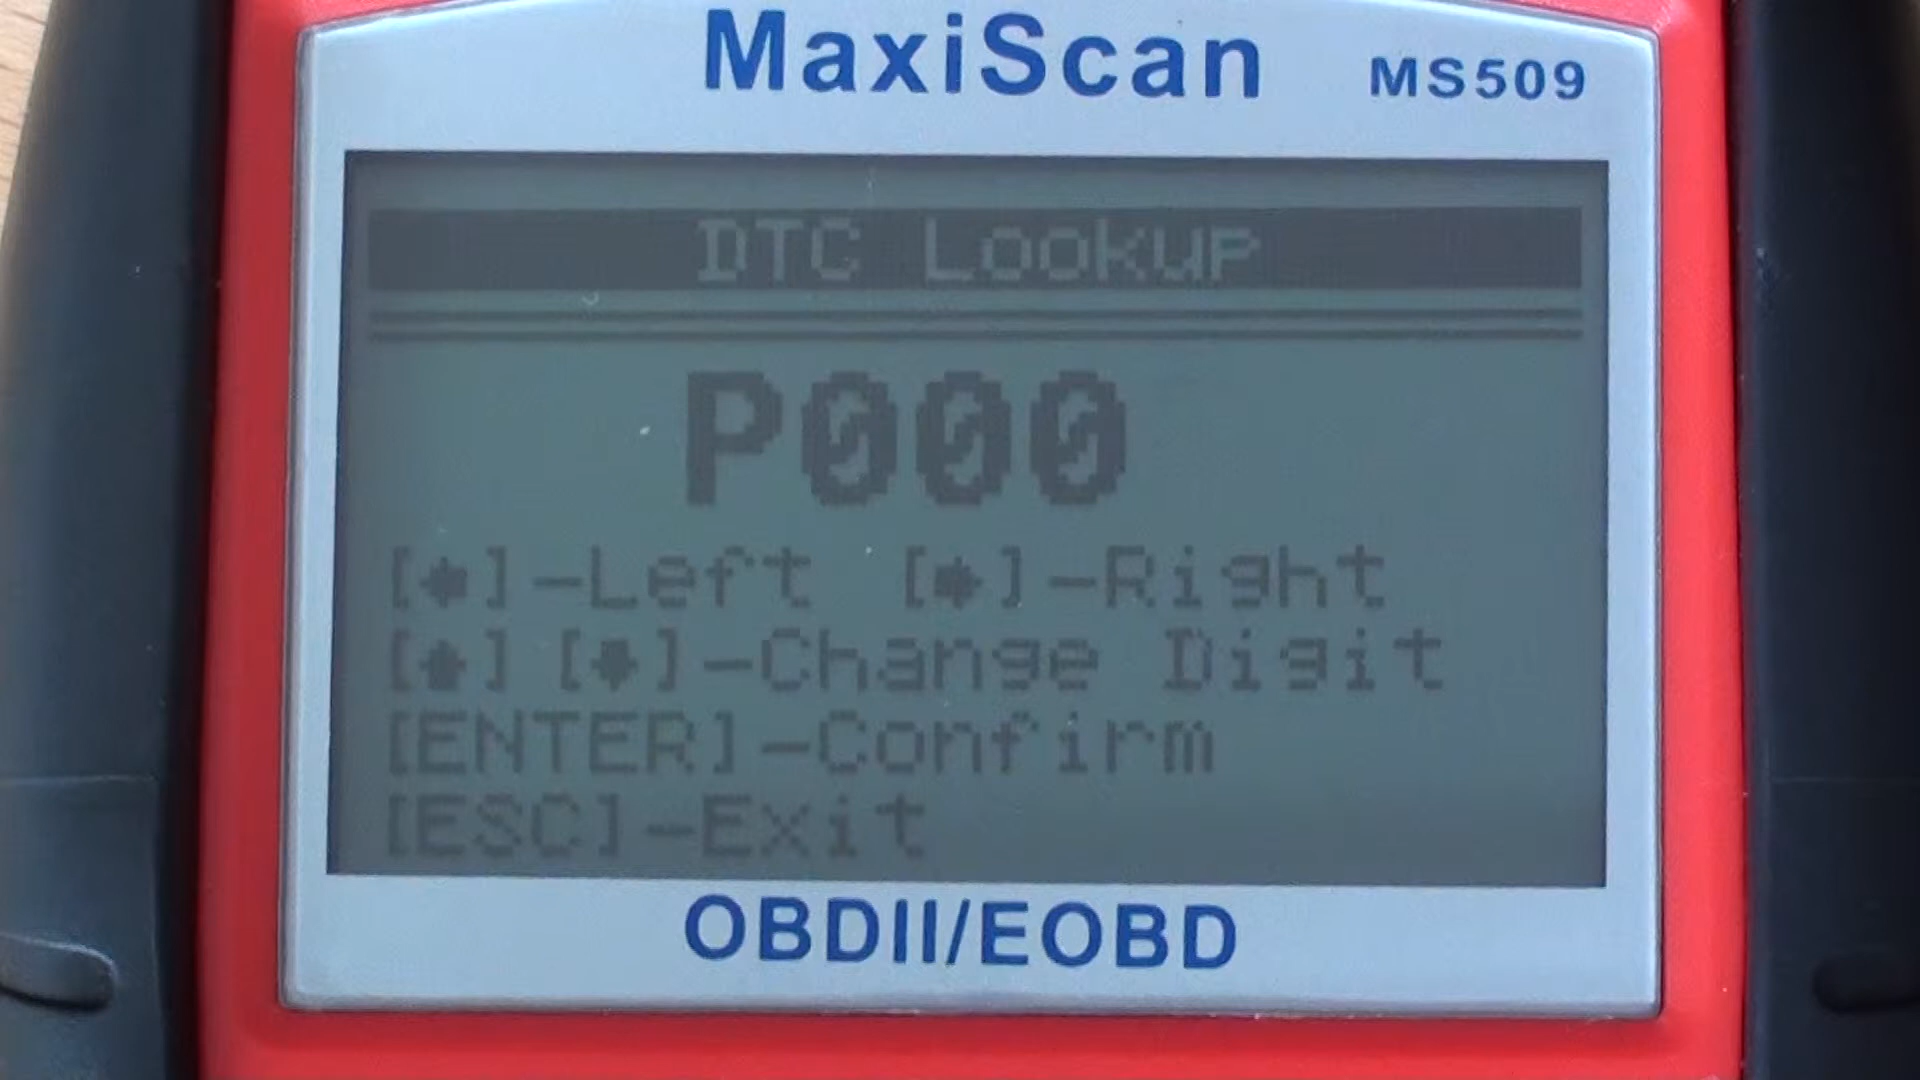 MaxiScan MS509
DTC Lookup
P000
[←]-Left [→]-Right
[↑][↓]-Change Digit
[ENTER]-Confirm
[ESC]-Exit
OBDII/EOBD